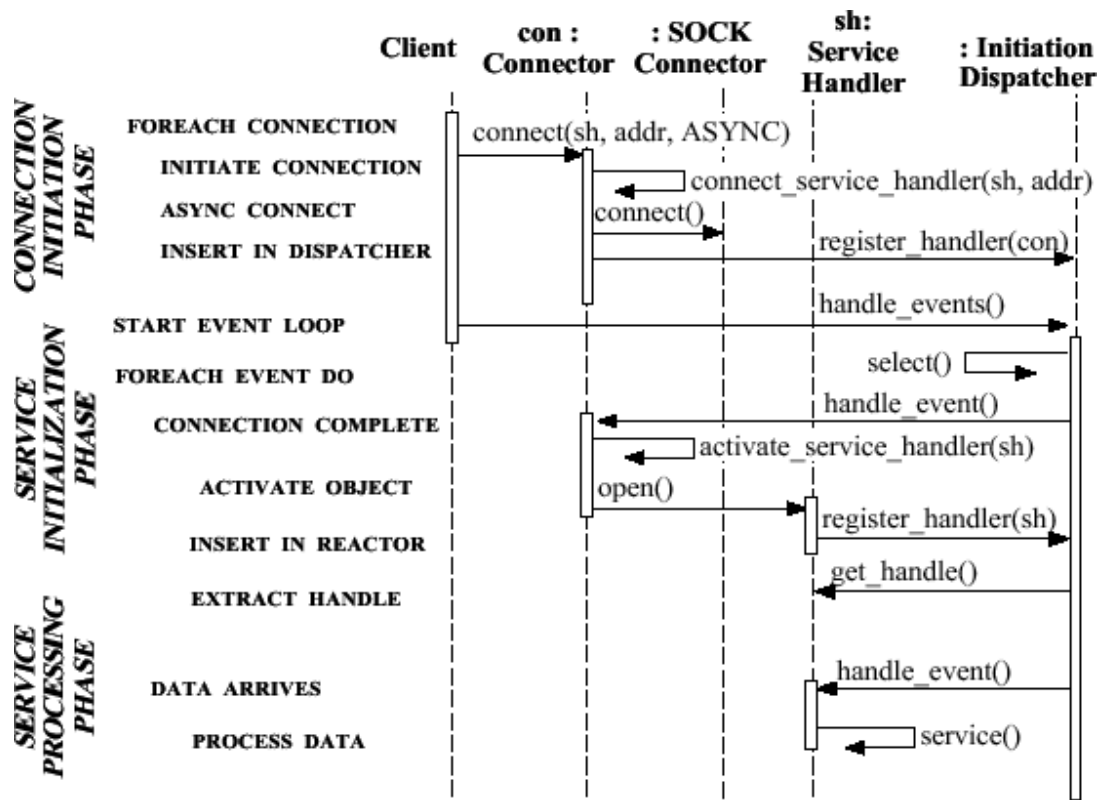 Client
con :
Connector
: SOCK
Connector
sh:
Service
Handler
: Initiation
Dispatcher
CONNECTION
INITIATION
PHASE
FOREACH CONNECTION
connect(sh, addr, ASYNC)
INITIATE CONNECTION
connect_service_handler(sh, addr)
ASYNC CONNECT
connect()
INSERT IN DISPATCHER
register_handler(con)
SERVICE
INITIALIZATION
PHASE
START EVENT LOOP
handle_events()
select()
FOREACH EVENT DO
handle_event()
CONNECTION COMPLETE
activate_service_handler(sh)
ACTIVATE OBJECT
open()
register_handler(sh)
INSERT IN REACTOR
get_handle()
EXTRACT HANDLE
SERVICE
PROCESSING
PHASE
handle_event()
DATA ARRIVES
PROCESS DATA
service()